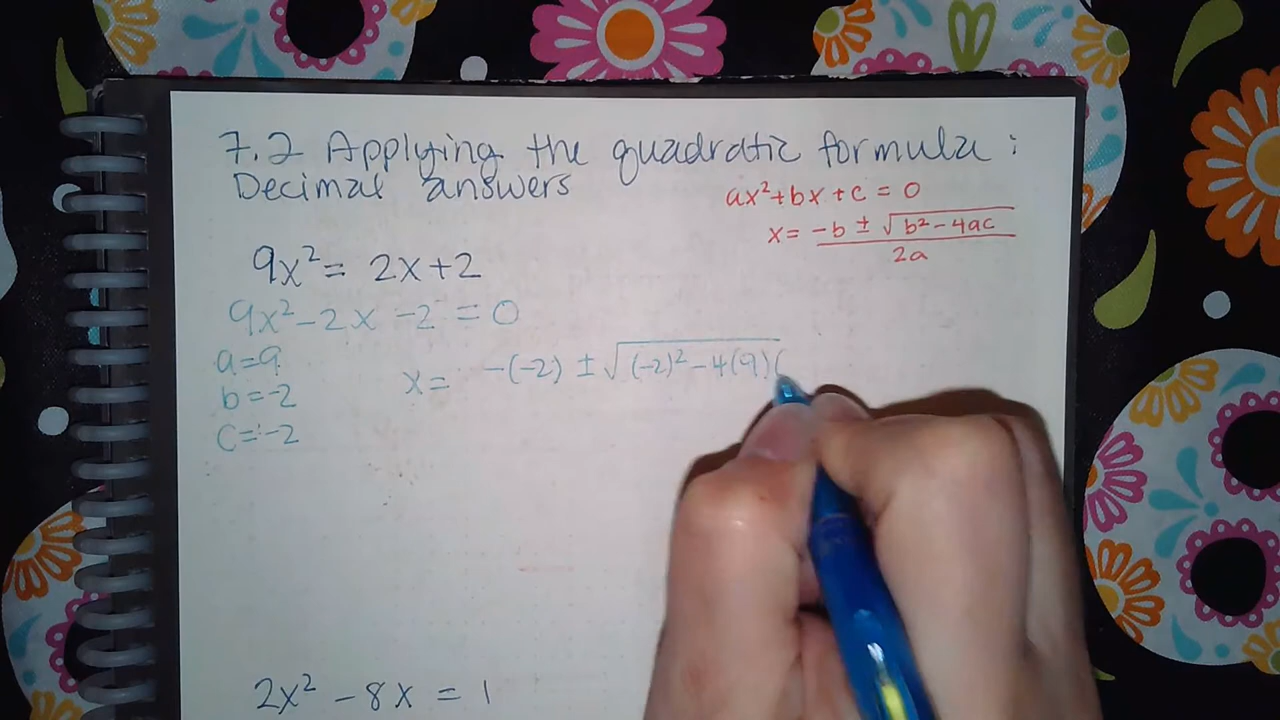 7.2 Applying the quadratic formula :
Decimal answers
ax²+bx+c = 0
x = -b ± √b²-4ac
2a
9x² = 2x+2
9x²-2x-2 = 0
a=9
b=-2
c=-2
x = -(-2) ± √(-2)²-4(9)(
2x² - 8x = 1